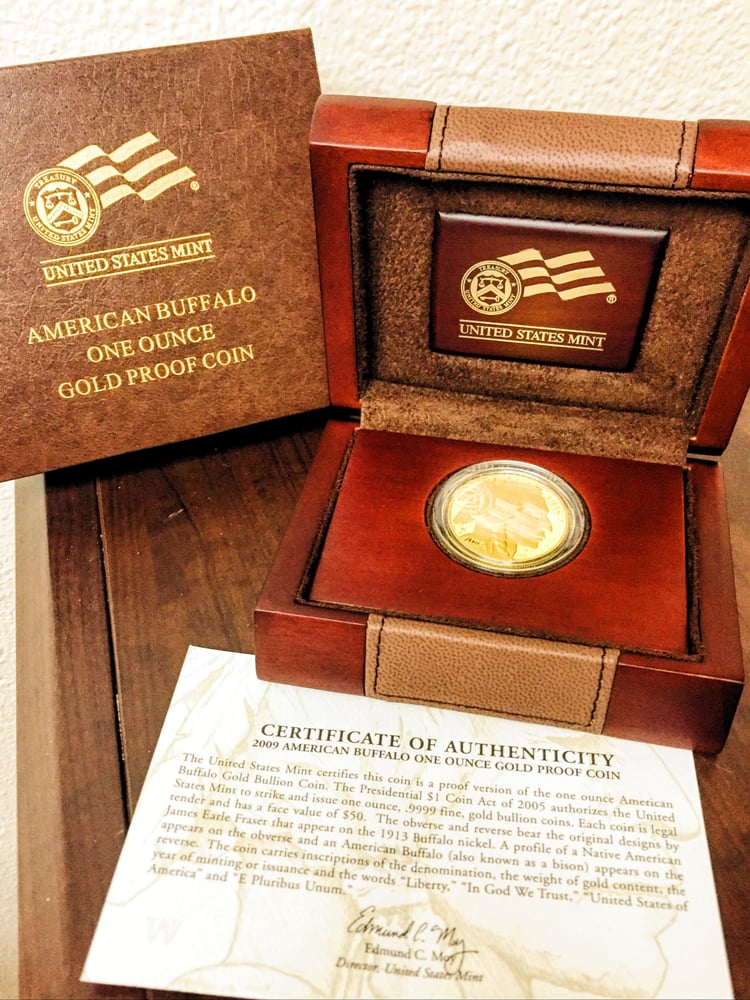 TREASURY
UNITED STATES MINT
®
UNITED STATES MINT
AMERICAN BUFFALO
ONE OUNCE
GOLD PROOF COIN
TREASURY
UNITED STATES MINT
®
UNITED STATES MINT
CERTIFICATE OF AUTHENTICITY
2009 AMERICAN BUFFALO ONE OUNCE GOLD PROOF COIN
The United States Mint certifies this coin is a proof version of the one ounce American
Buffalo Gold Bullion Coin. The Presidential $1 Coin Act of 2005 authorizes the United
States Mint to strike and issue one ounce, .9999 fine, gold bullion coins. Each coin is legal
tender and has a face value of $50. The obverse and reverse bear the original designs by
James Earle Fraser that appear on the 1913 Buffalo nickel. A profile of a Native American
appears on the obverse and an American Buffalo (also known as a bison) appears on the
reverse. The coin carries inscriptions of the denomination, the weight of gold content, the
year of minting or issuance and the words "Liberty," "In God We Trust," "United States of
America" and "E Pluribus Unum."
Edmund C. Moy
Edmund C. Moy
Director, United States Mint
W